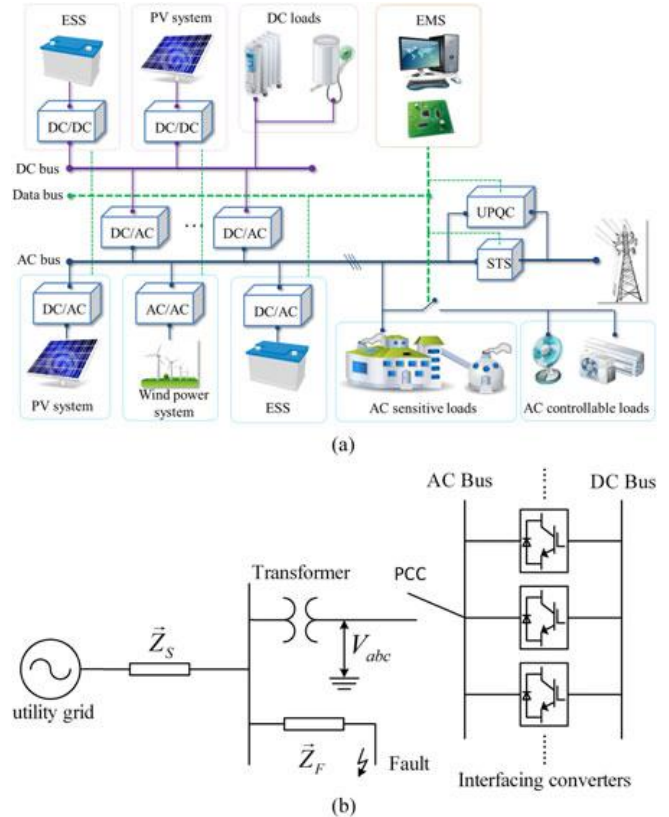 ESS
PV system
DC loads
EMS
DC/DC
DC/DC
DC bus
Data bus
DC/AC
...
DC/AC
UPQC
AC bus
STS
DC/AC
AC/AC
DC/AC
PV system
Wind power
system
ESS
AC sensitive loads
AC controllable loads
(a)
AC Bus
DC Bus
Transformer
PCC
Z⃗_S
V_abc
utility grid
Z⃗_F
Fault
Interfacing converters
(b)